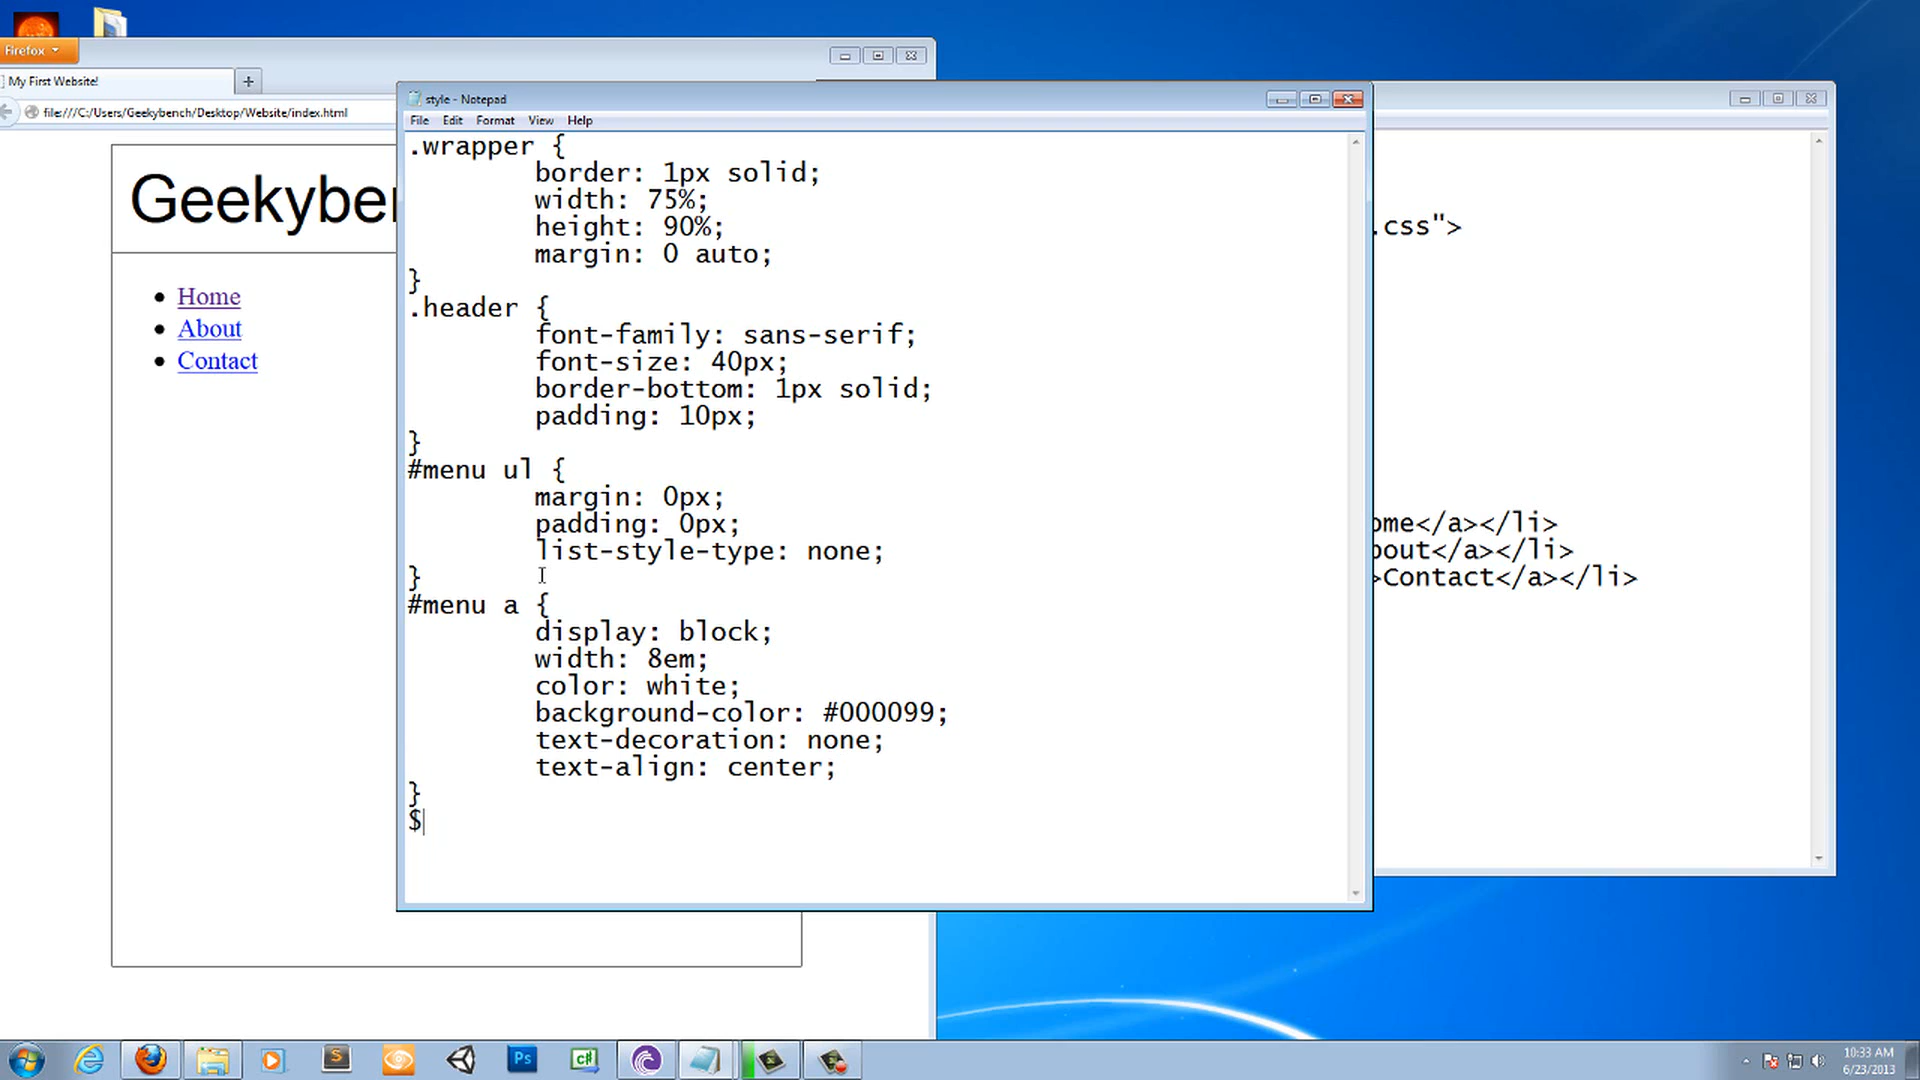 Firefox
My First Website!
file:///C:/Users/Geekybench/Desktop/Website/index.html
Geekybe
Home
About
Contact
style - Notepad
File Edit Format View Help
.wrapper {
border: 1px solid;
width: 75%;
height: 90%;
margin: 0 auto;
}
.header {
font-family: sans-serif;
font-size: 40px;
border-bottom: 1px solid;
padding: 10px;
}
#menu ul {
margin: 0px;
padding: 0px;
list-style-type: none;
}
#menu a {
display: block;
width: 8em;
color: white;
background-color: #000099;
text-decoration: none;
text-align: center;
}
$
.css">
ome</a></li>
bout</a></li>
>Contact</a></li>
S
Ps
c#
10:33 AM
6/23/2013